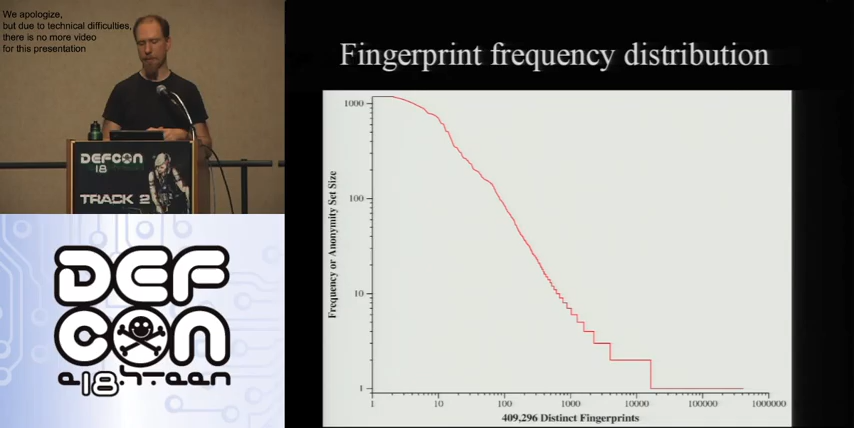 We apologize,
but due to technical difficulties,
there is no more video
for this presentation
DEFCON
18
TRACK 2
DEF
CON
e18hteen
Fingerprint frequency distribution
1000
100
10
1
Frequency or Anonymity Set Size
1 10 100 1000 10000 100000 1000000
409,296 Distinct Fingerprints